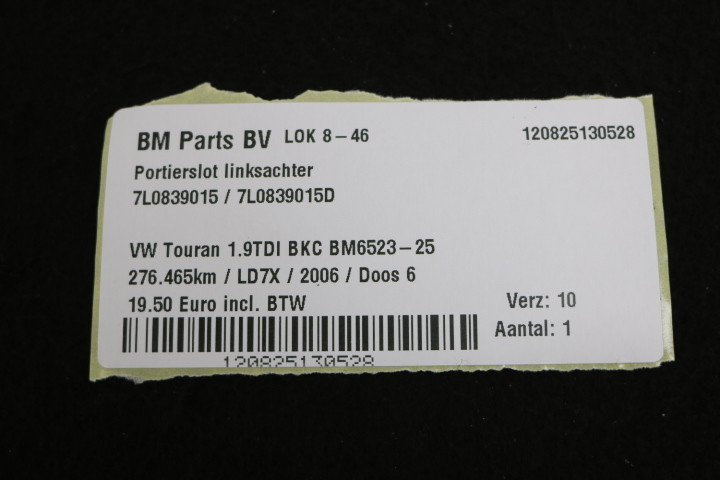 BM Parts BV LOK 8-46 120825130528
Portierslot linksachter
7L0839015 / 7L0839015D
VW Touran 1.9TDI BKC BM6523-25
276.465km / LD7X / 2006 / Doos 6
19.50 Euro incl. BTW Verz: 10
Aantal: 1
120825130528